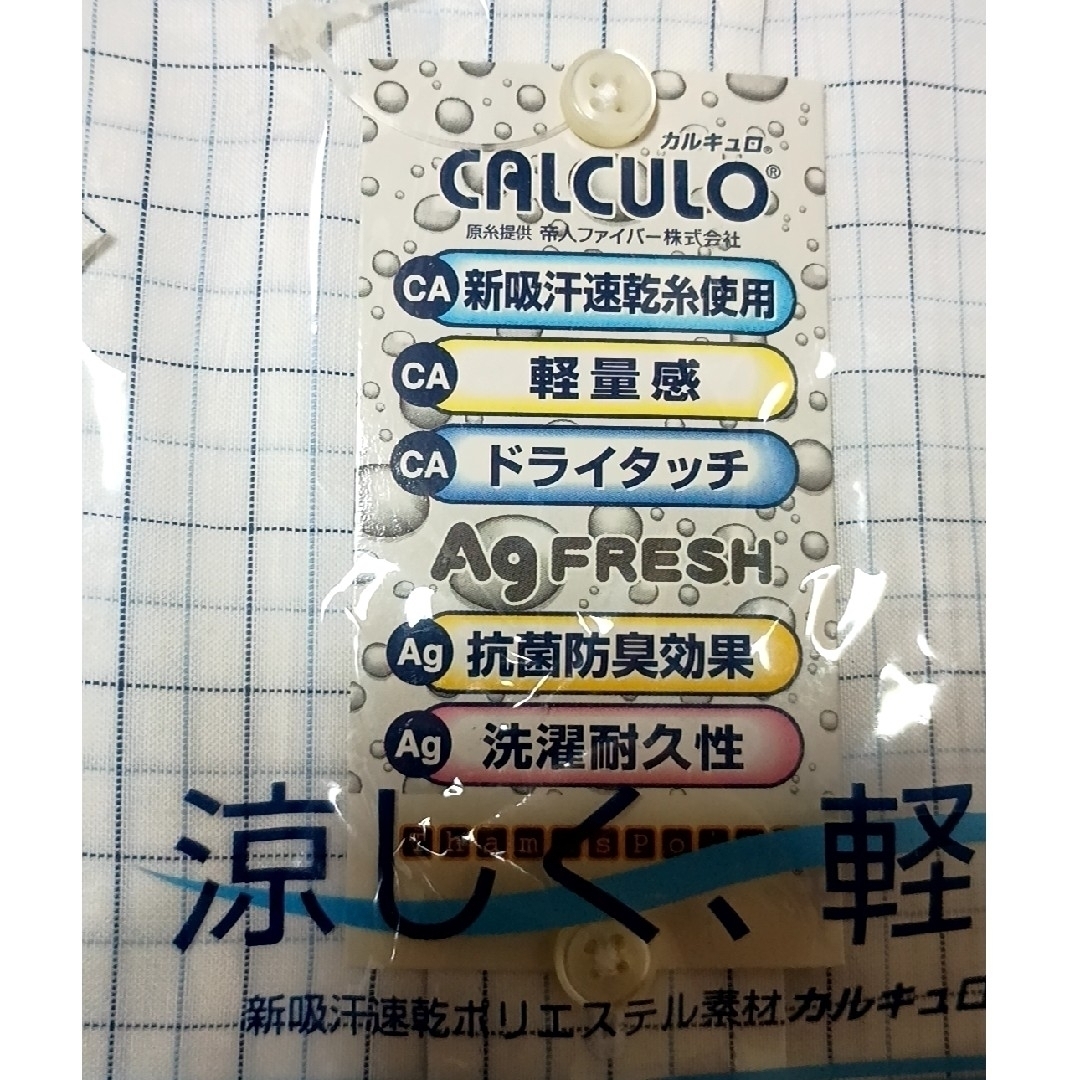 カルキュロ®
CALCULO®
原糸提供 帝人ファイバー株式会社
CA 新吸汗速乾糸使用
CA 軽量感
CA ドライタッチ
Ag FRESH
Ag 抗菌防臭効果
Ag 洗濯耐久性
涼しく、軽
新吸汗速乾ポリエステル素材 カルキュロ